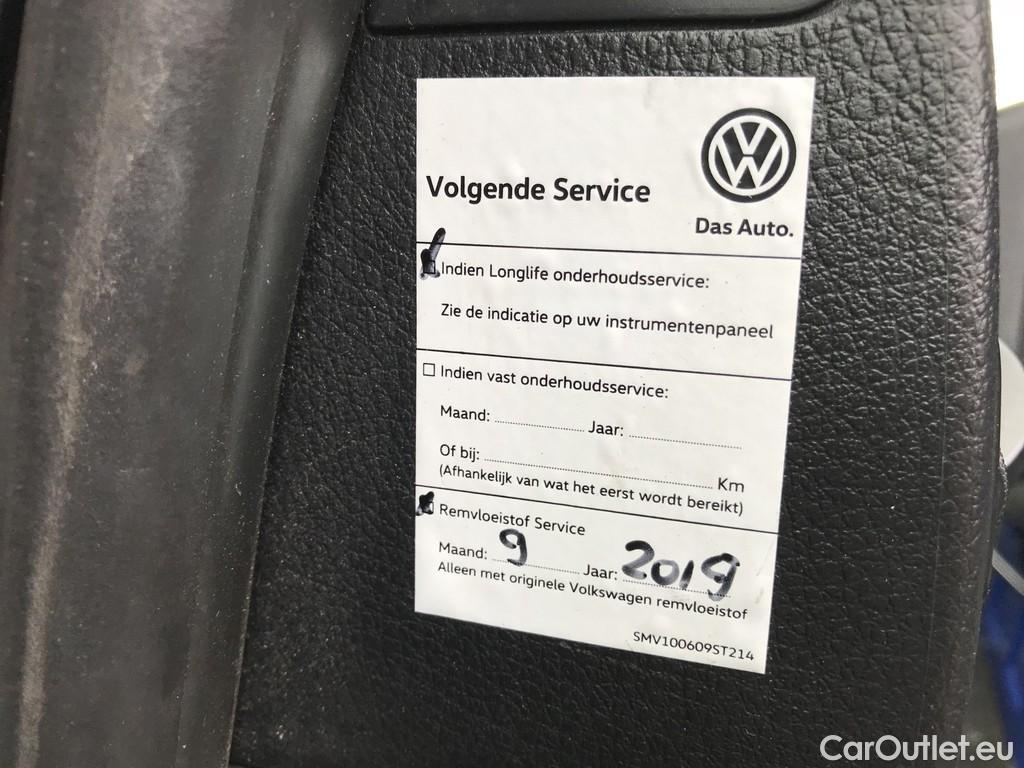 Volgende Service
Das Auto.
Indien Longlife onderhoudsservice:
Zie de indicatie op uw instrumentenpaneel
Indien vast onderhoudsservice:
Maand: Jaar:
Of bij: Km
(Afhankelijk van wat het eerst wordt bereikt)
Remvloeistof Service
Maand: 9 Jaar: 2019
Alleen met originele Volkswagen remvloeistof
SMV100609ST214
CarOutlet.eu